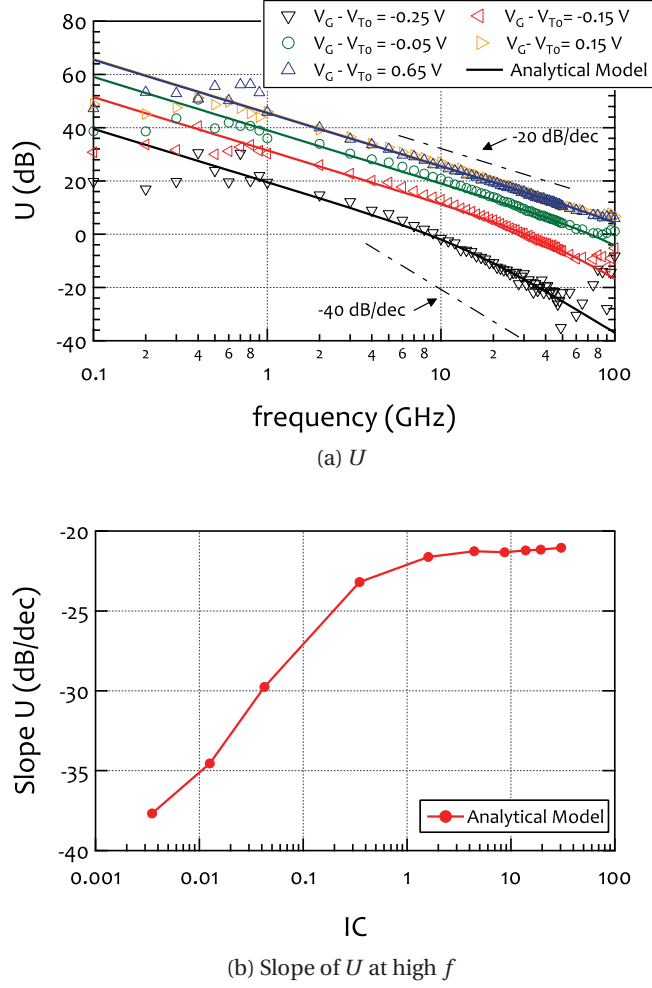 V_G - V_T0 = -0.25 V V_G - V_T0 = -0.15 V
V_G - V_T0 = -0.05 V V_G - V_T0 = 0.15 V
V_G - V_T0 = 0.65 V Analytical Model
80
60
40
20
0
-20
-40
U (dB)
-20 dB/dec
-40 dB/dec
2 4 6 8 2 4 6 8 2 4 6 8
0.1 1 10 100
frequency (GHz)
(a) U
-20
-25
-30
-35
-40
Slope U (dB/dec)
Analytical Model
0.001 0.01 0.1 1 10 100
IC
(b) Slope of U at high f